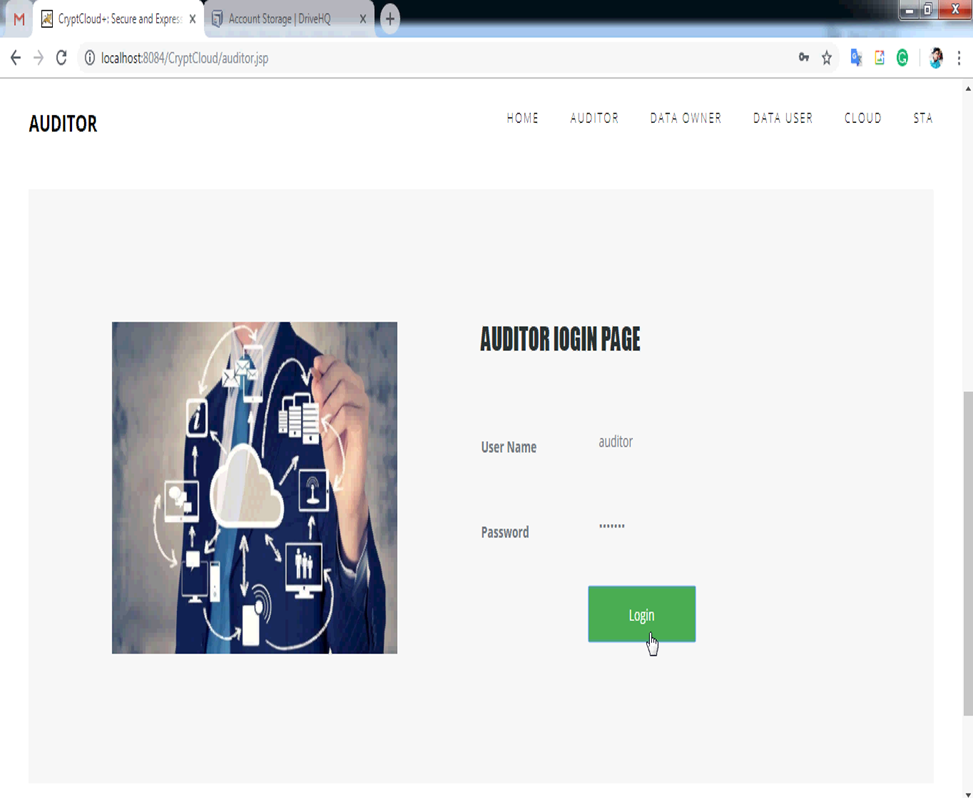 M CryptCloud+: Secure and Expres Account Storage | DriveHQ
localhost:8084/CryptCloud/auditor.jsp
AUDITOR
HOME AUDITOR DATA OWNER DATA USER CLOUD STA
AUDITOR lOGIN PAGE
User Name auditor
Password •••••••
Login